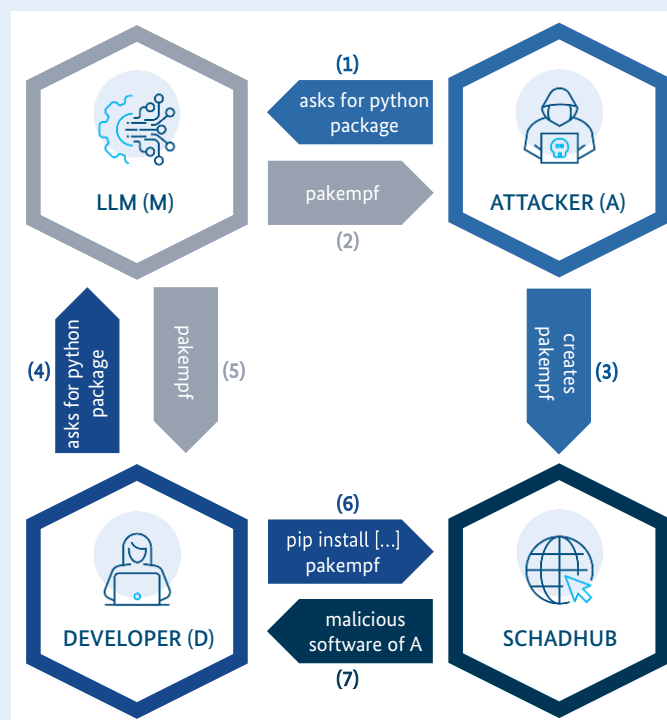 (1)
asks for python
package
LLM (M)
ATTACKER (A)
pakempf
(2)
(4)
asks for python
package
pakempf
(5)
creates
pakempf
(3)
(6)
pip install [...]
pakempf
DEVELOPER (D)
malicious
software of A
SCHADHUB
(7)